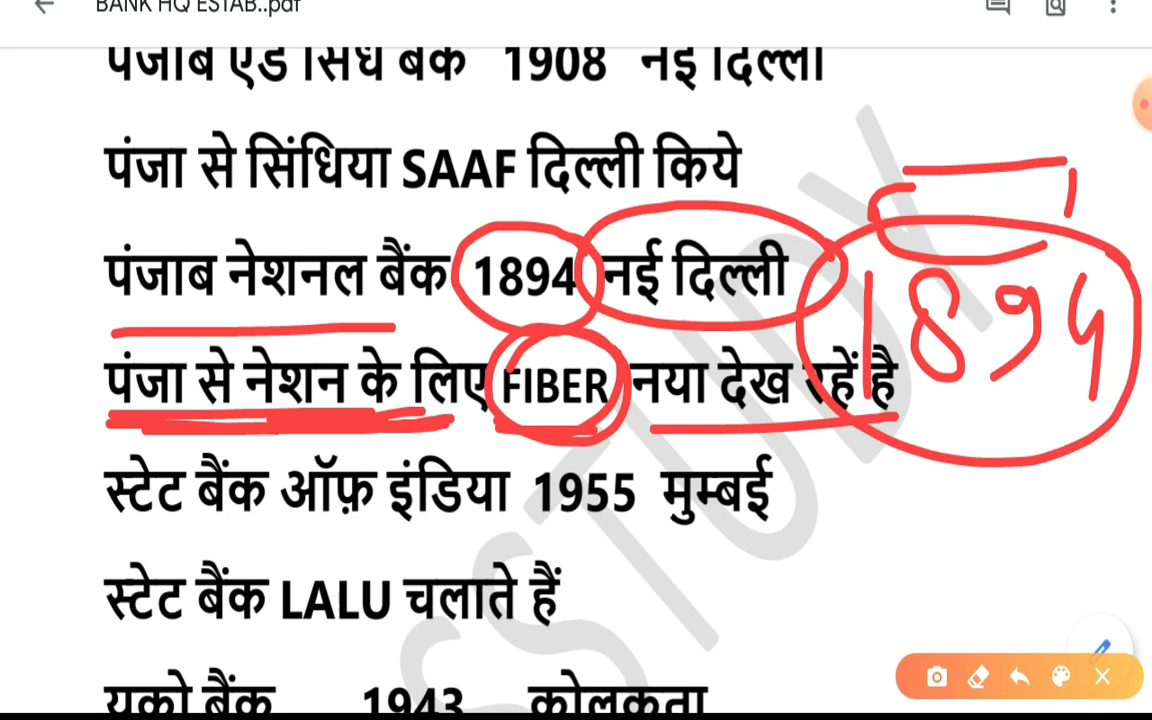 BANK HQ ESTAB..pdf
पंजाब एंड सिंध बैंक 1908 नई दिल्ली
पंजा से सिंधिया SAAF दिल्ली किये
पंजाब नेशनल बैंक 1894 नई दिल्ली
1894
पंजा से नेशन के लिए FIBER नया देख रहें है
स्टेट बैंक ऑफ़ इंडिया 1955 मुम्बई
स्टेट बैंक LALU चलाते हैं
यूको बैंक 1943 कोलकता